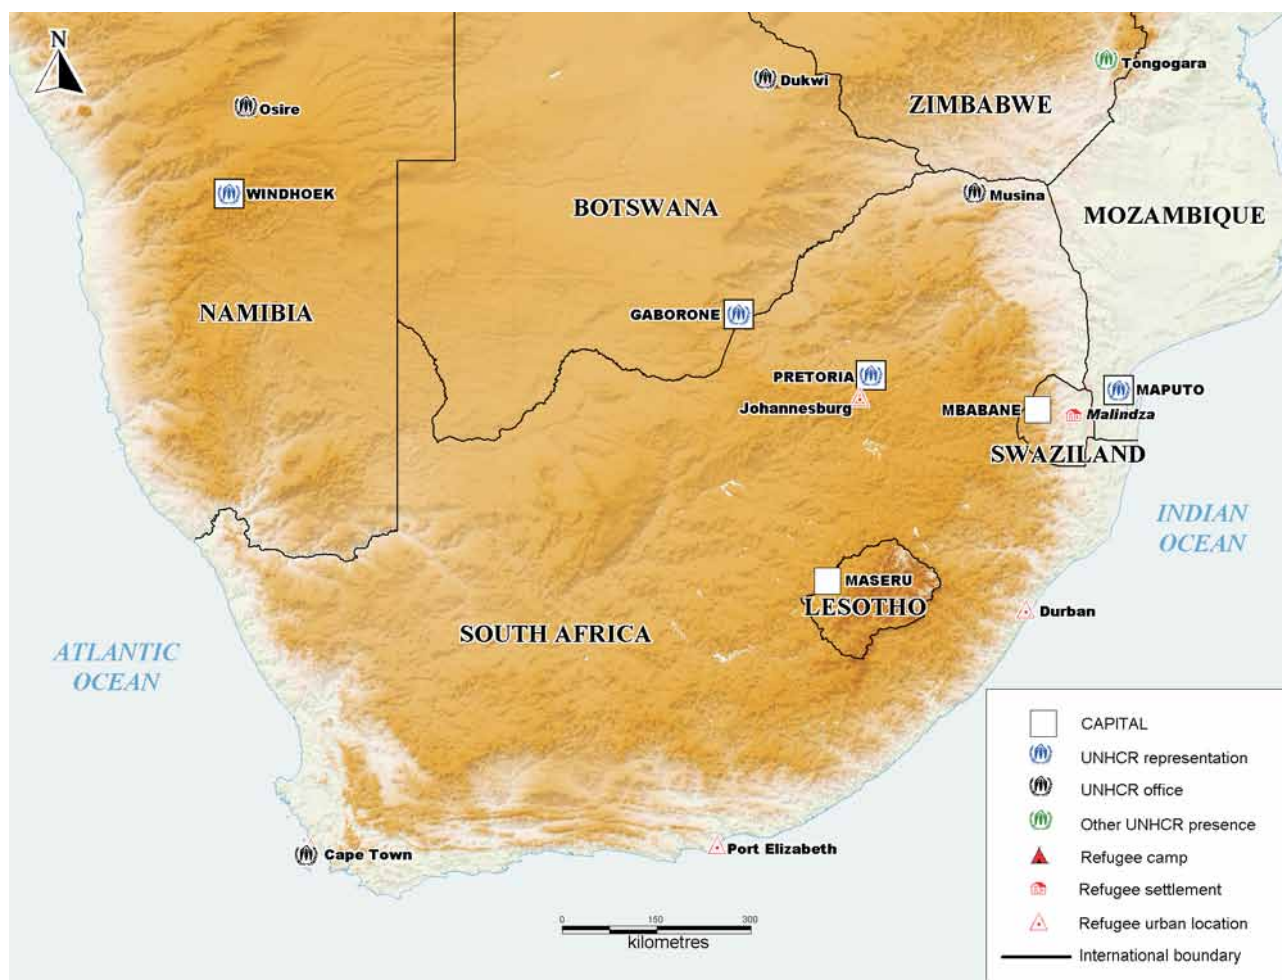 N
Osire
Dukwi
Tongogara
ZIMBABWE
WINDHOEK
Musina
BOTSWANA
MOZAMBIQUE
NAMIBIA
GABORONE
PRETORIA
Johannesburg
MBABANE
Malindza
MAPUTO
SWAZILAND
INDIAN
OCEAN
MASERU
LESOTHO
Durban
SOUTH AFRICA
ATLANTIC
OCEAN
Cape Town
Port Elizabeth
0 150 300
kilometres
CAPITAL
UNHCR representation
UNHCR office
Other UNHCR presence
Refugee camp
Refugee settlement
Refugee urban location
International boundary